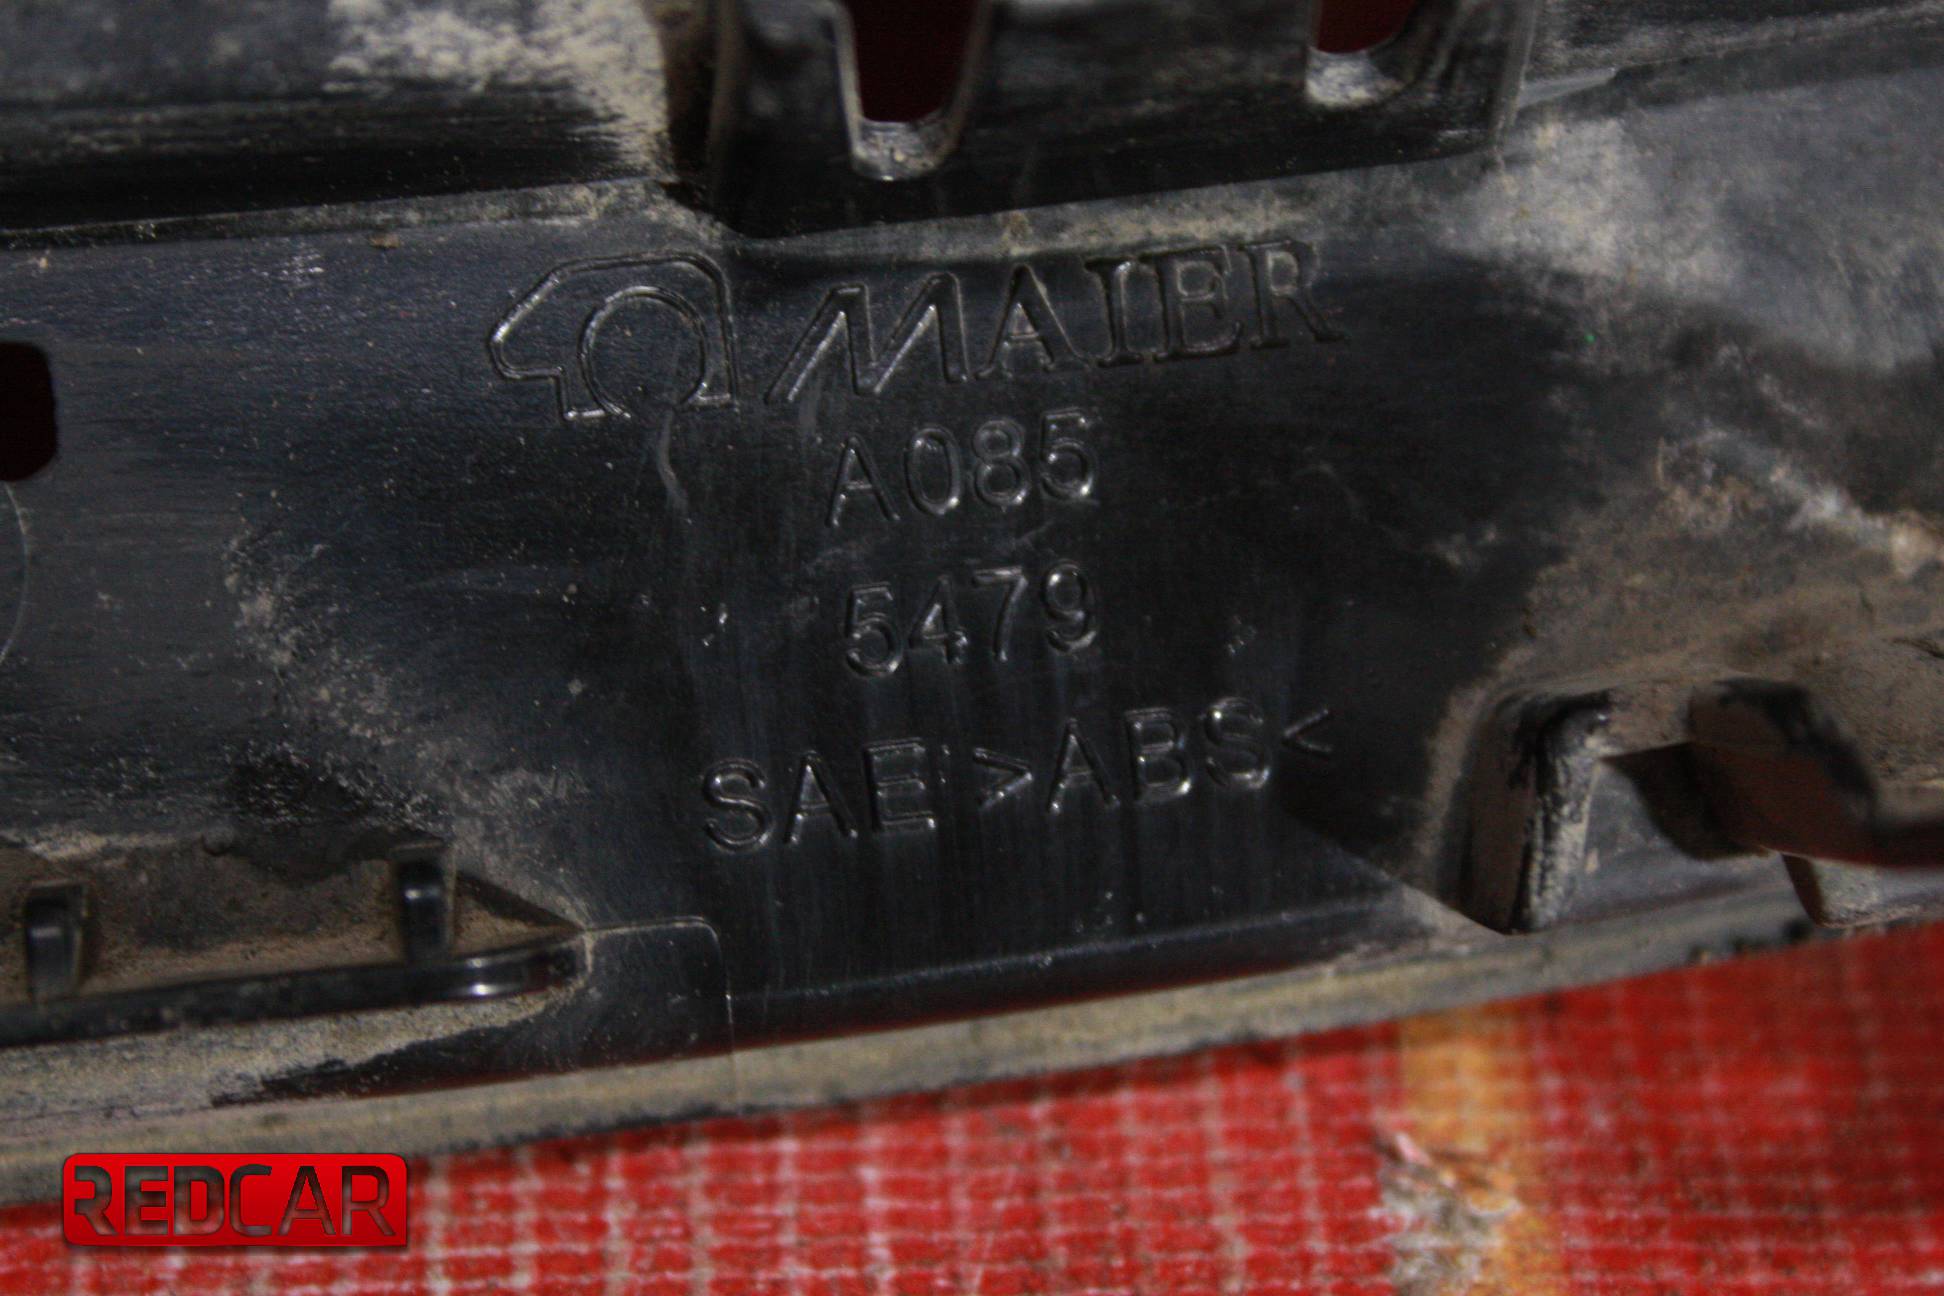 MAIER
A085
5479
SAE >ABS<
REDCAR